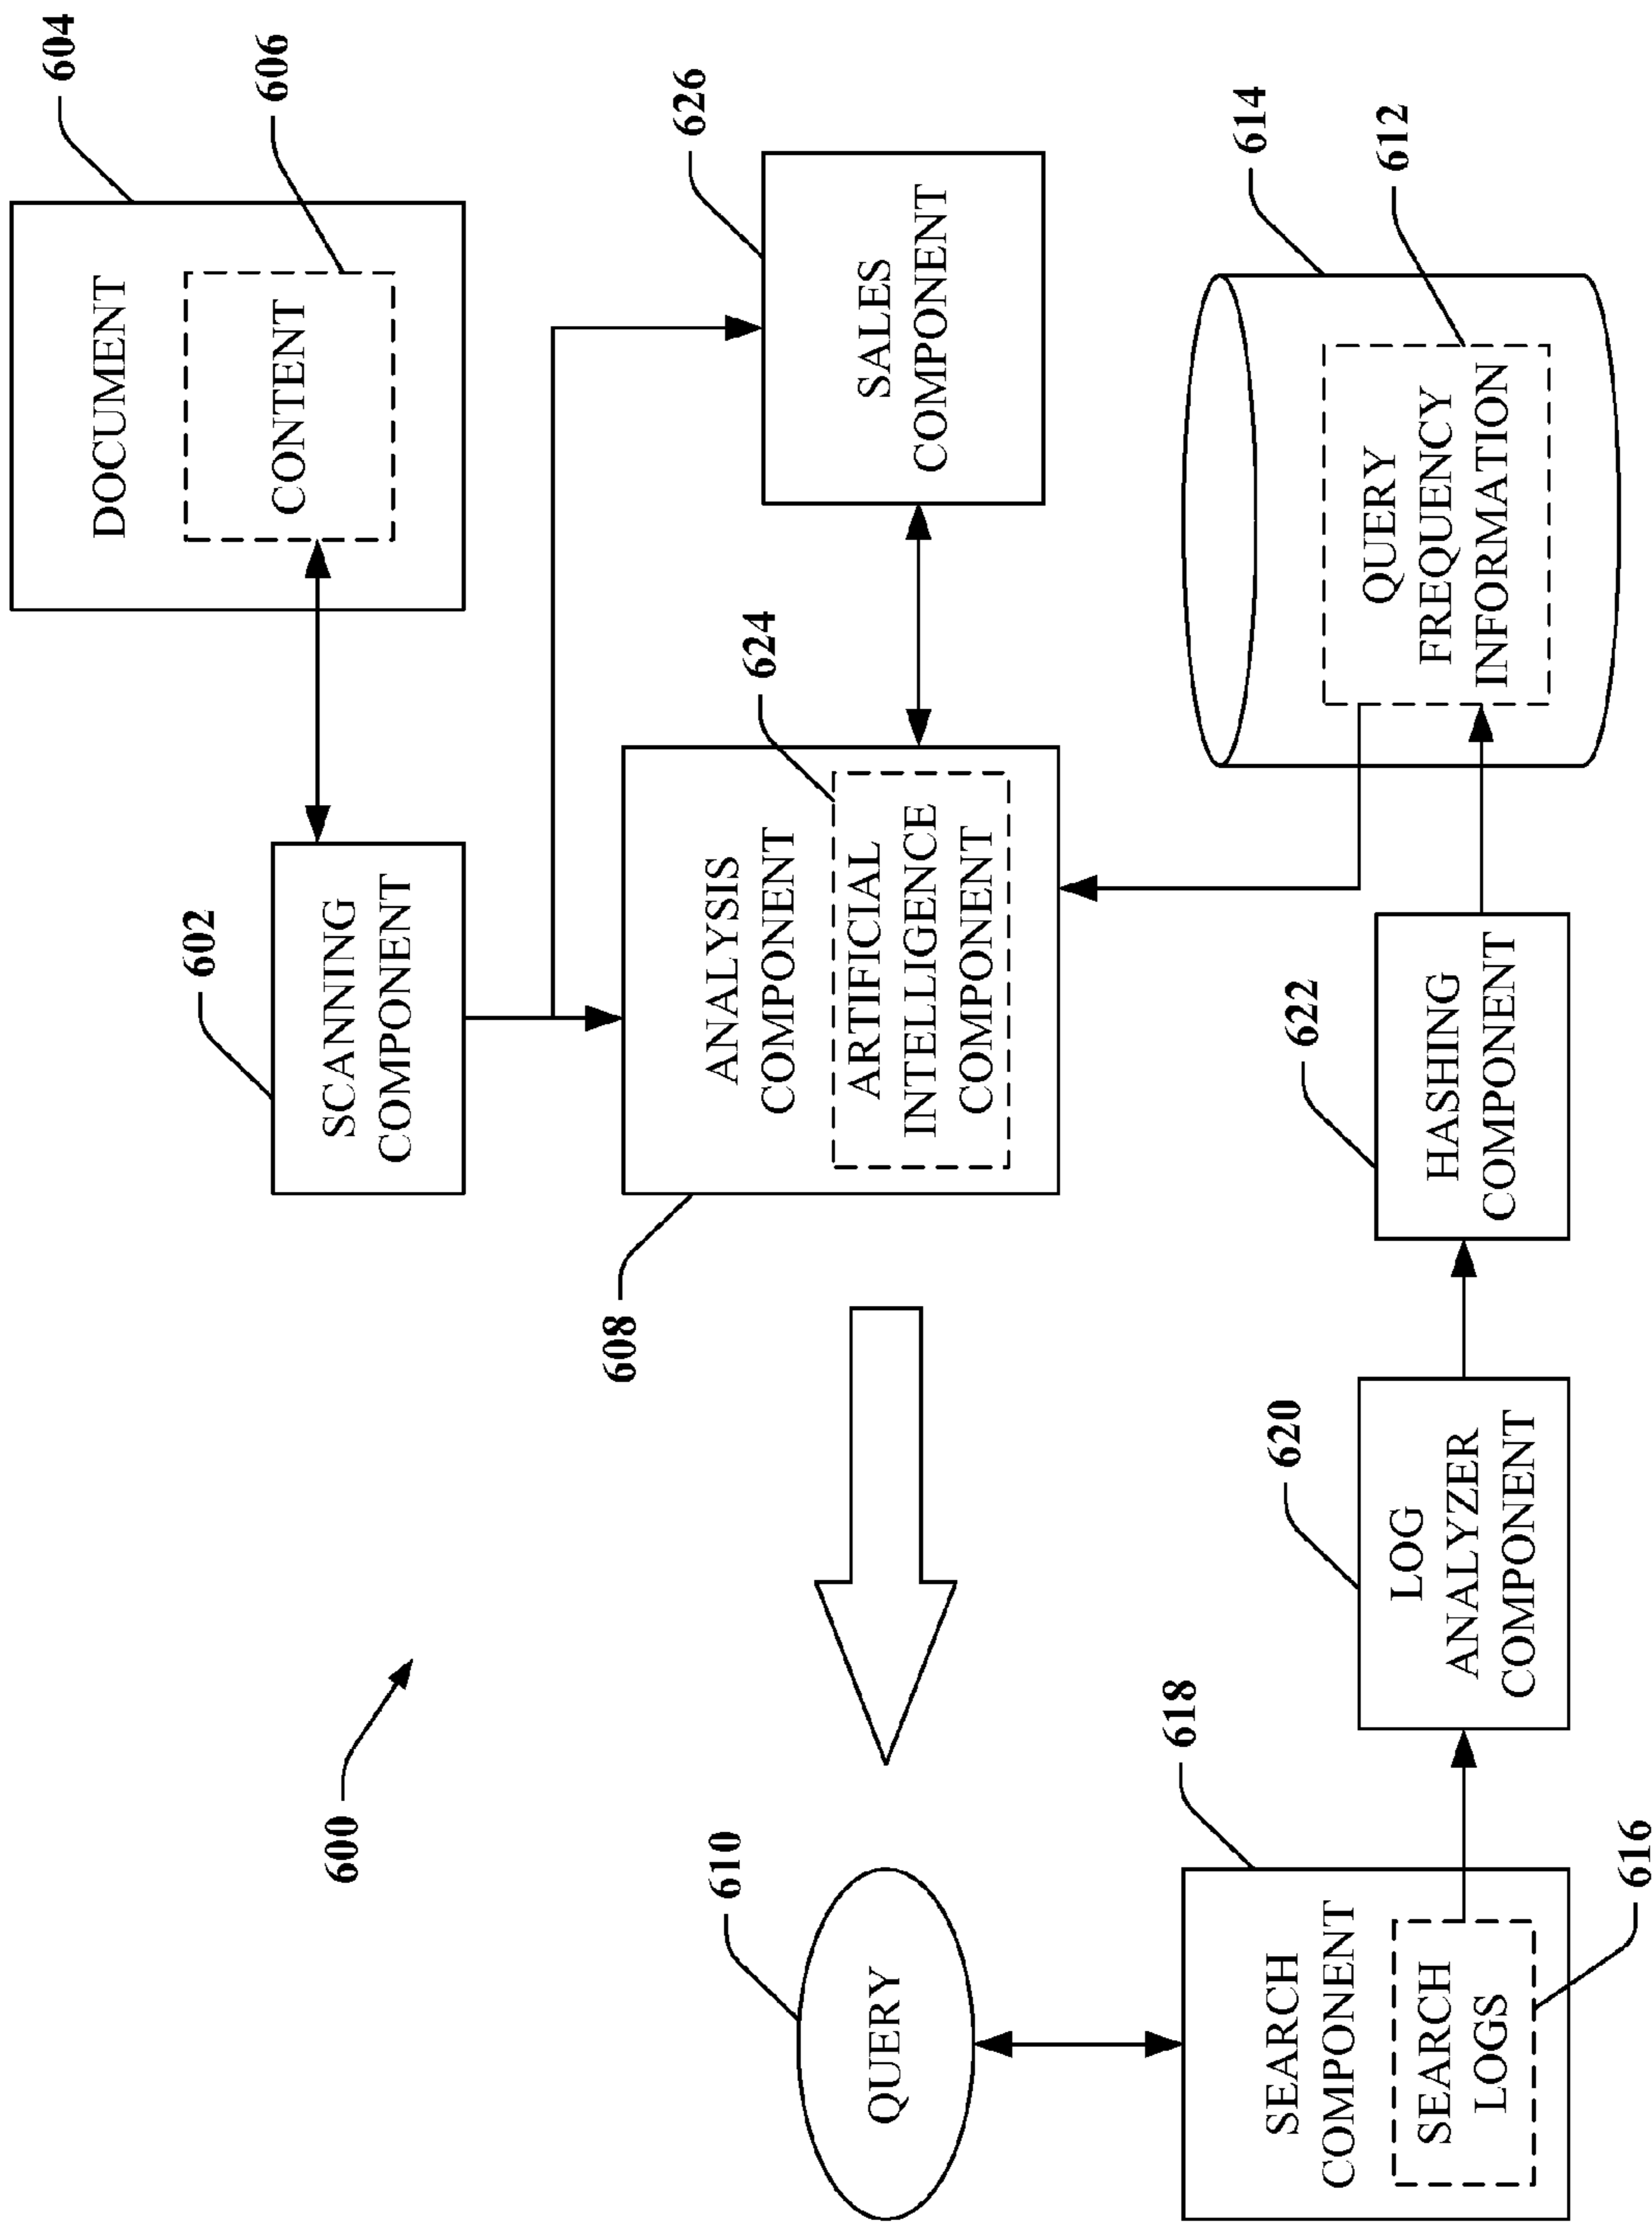 600
602
SCANNING
COMPONENT
604
DOCUMENT
606
CONTENT
608
ANALYSIS
COMPONENT
624
ARTIFICIAL
INTELLIGENCE
COMPONENT
626
SALES
COMPONENT
610
QUERY
618
SEARCH
COMPONENT
SEARCH
LOGS
616
620
LOG
ANALYZER
COMPONENT
622
HASHING
COMPONENT
614
612
QUERY
FREQUENCY
INFORMATION